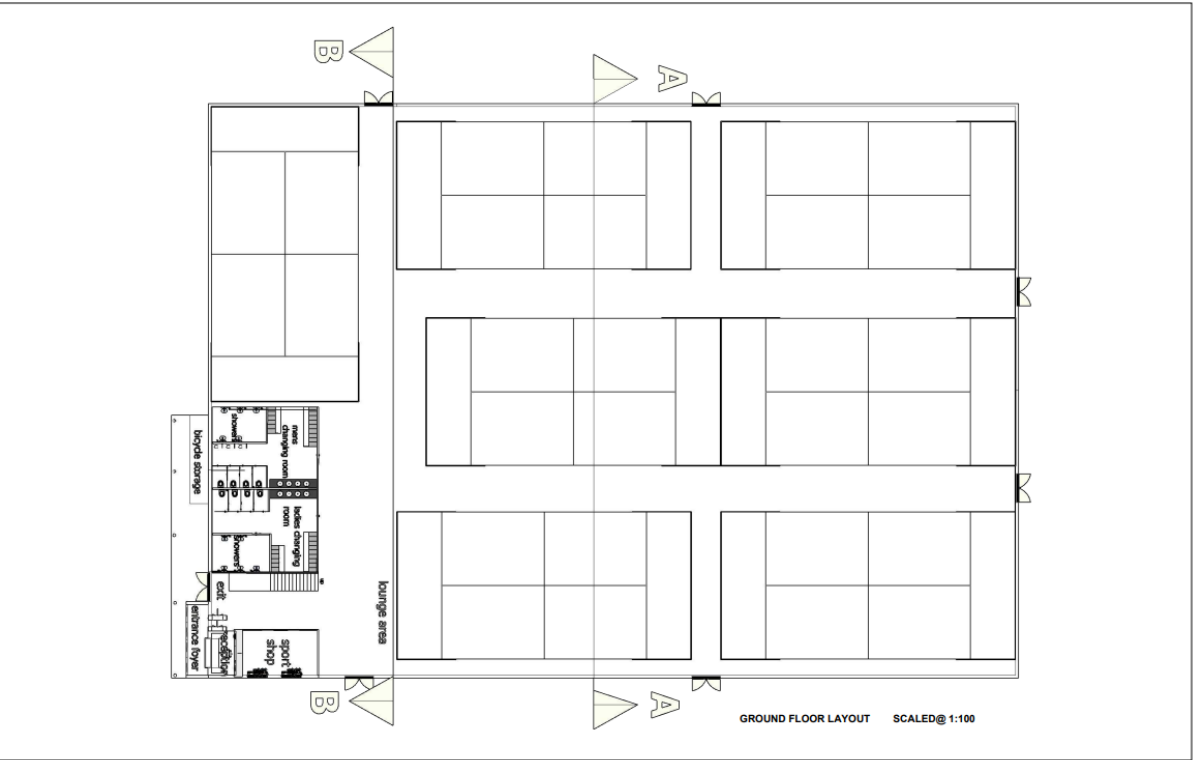 B
A
showers
mens
changing room
bicycle storage
ladies changing
room
showers
exit
lounge area
entrance foyer
reception
sport
shop
B
A
GROUND FLOOR LAYOUT SCALED@ 1:100